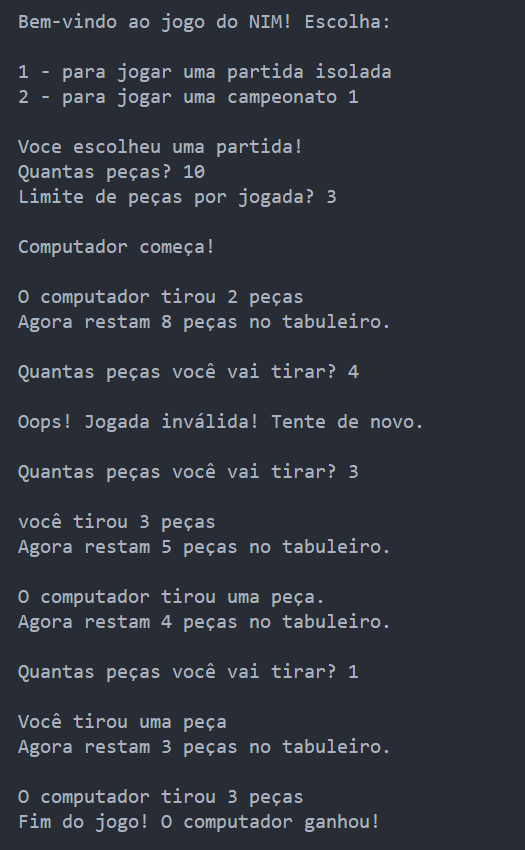 Bem-vindo ao jogo do NIM! Escolha:
1 - para jogar uma partida isolada
2 - para jogar uma campeonato 1
Voce escolheu uma partida!
Quantas peças? 10
Limite de peças por jogada? 3
Computador começa!
O computador tirou 2 peças
Agora restam 8 peças no tabuleiro.
Quantas peças você vai tirar? 4
Oops! Jogada inválida! Tente de novo.
Quantas peças você vai tirar? 3
você tirou 3 peças
Agora restam 5 peças no tabuleiro.
O computador tirou uma peça.
Agora restam 4 peças no tabuleiro.
Quantas peças você vai tirar? 1
Você tirou uma peça
Agora restam 3 peças no tabuleiro.
O computador tirou 3 peças
Fim do jogo! O computador ganhou!